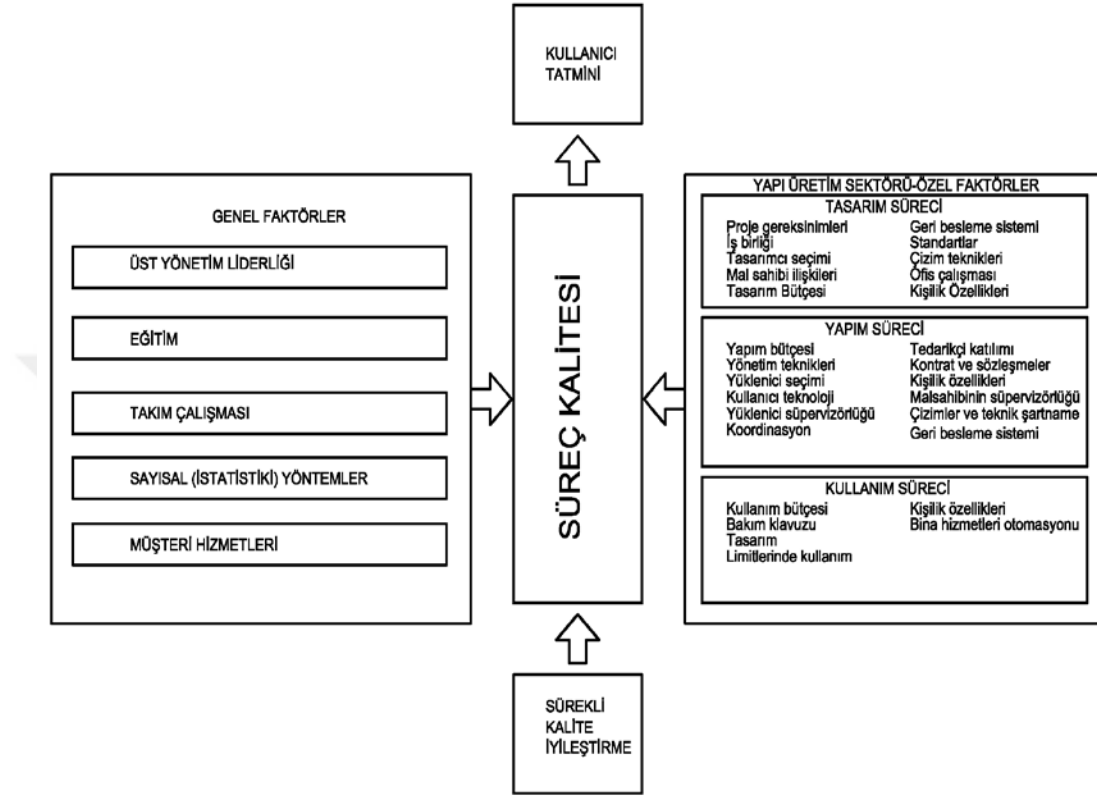 KULLANICI
TATMİNİ
GENEL FAKTÖRLER
ÜST YÖNETİM LİDERLİĞİ
EĞİTİM
TAKIM ÇALIŞMASI
SAYISAL (İSTATİSTİKİ) YÖNTEMLER
MÜŞTERİ HİZMETLERİ
SÜREÇ KALİTESİ
YAPI ÜRETİM SEKTÖRÜ-ÖZEL FAKTÖRLER
TASARIM SÜRECİ
Proje gereksinimleri
İş birliği
Tasarımcı seçimi
Mal sahibi ilişkileri
Tasarım Bütçesi
Geri besleme sistemi
Standartlar
Çizim teknikleri
Ofis çalışması
Kişilik Özellikleri
YAPIM SÜRECİ
Yapım bütçesi
Yönetim teknikleri
Yüklenici seçimi
Kullanıcı teknoloji
Yüklenici süpervizörlüğü
Koordinasyon
Tedarikçi katılımı
Kontrat ve sözleşmeler
Kişilik özellikleri
Malsahibinin süpervizörlüğü
Çizimler ve teknik şartname
Geri besleme sistemi
KULLANIM SÜRECİ
Kullanım bütçesi
Bakım klavuzu
Tasarım
Limitlerinde kullanım
Kişilik özellikleri
Bina hizmetleri otomasyonu
SÜREKLİ
KALİTE
İYİLEŞTİRME